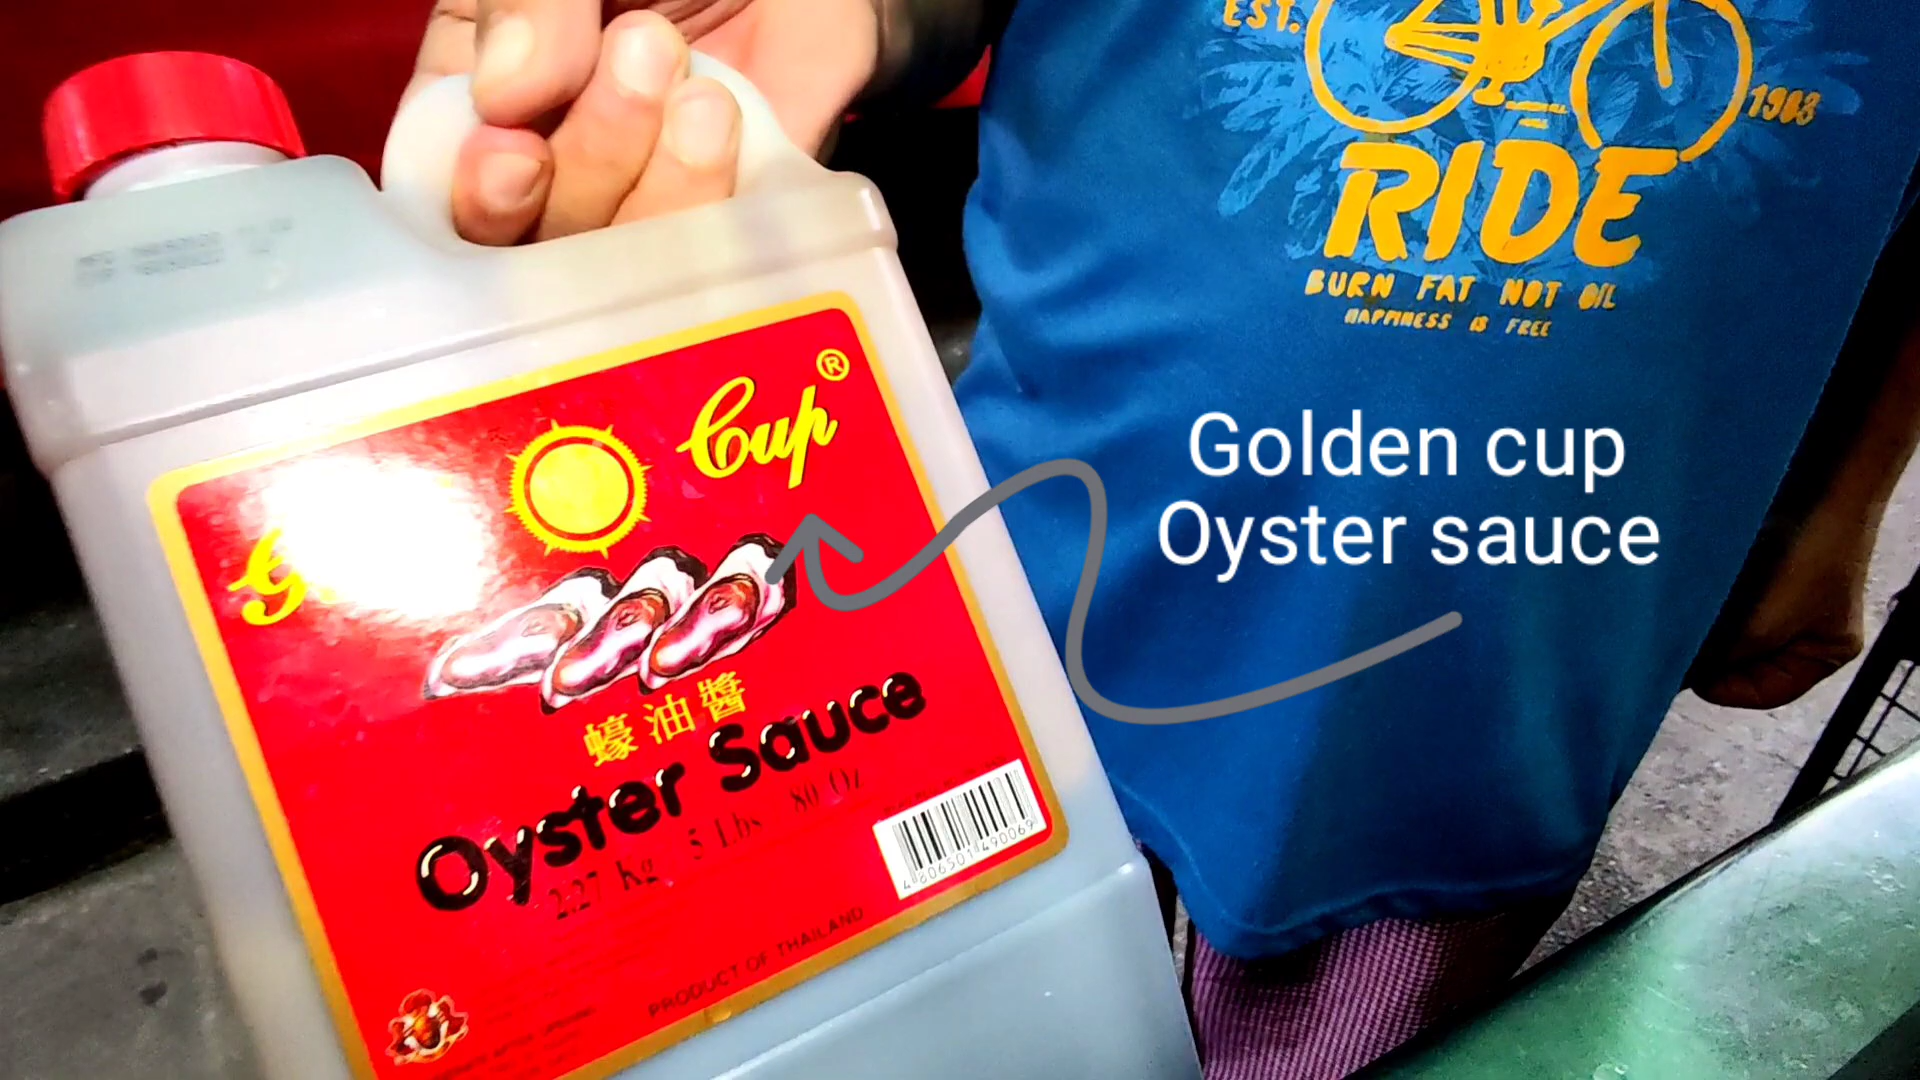 EST.
1983
RIDE
BURN FAT NOT OIL
HAPPINESS IS FREE
Cup®
蠔油醬
Oyster Sauce
2.27 Kg 5 Lbs 80 Oz
4806501490069
PRODUCT OF THAILAND
Golden cup
Oyster sauce